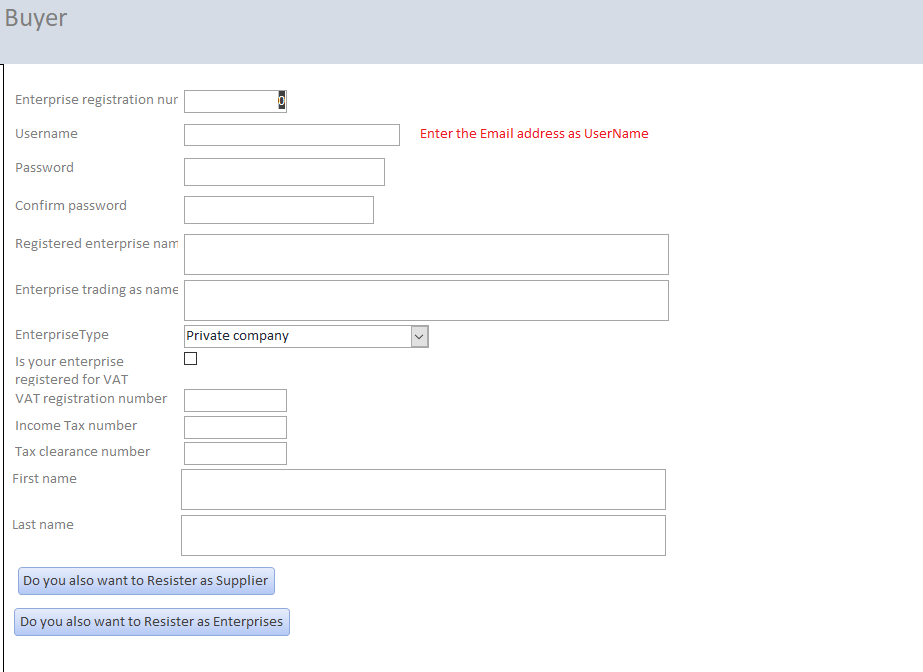 Buyer
Enterprise registration nur 0
Username Enter the Email address as UserName
Password
Confirm password
Registered enterprise nam
Enterprise trading as name
EnterpriseType Private company
Is your enterprise
registered for VAT
VAT registration number
Income Tax number
Tax clearance number
First name
Last name
Do you also want to Resister as Supplier
Do you also want to Resister as Enterprises